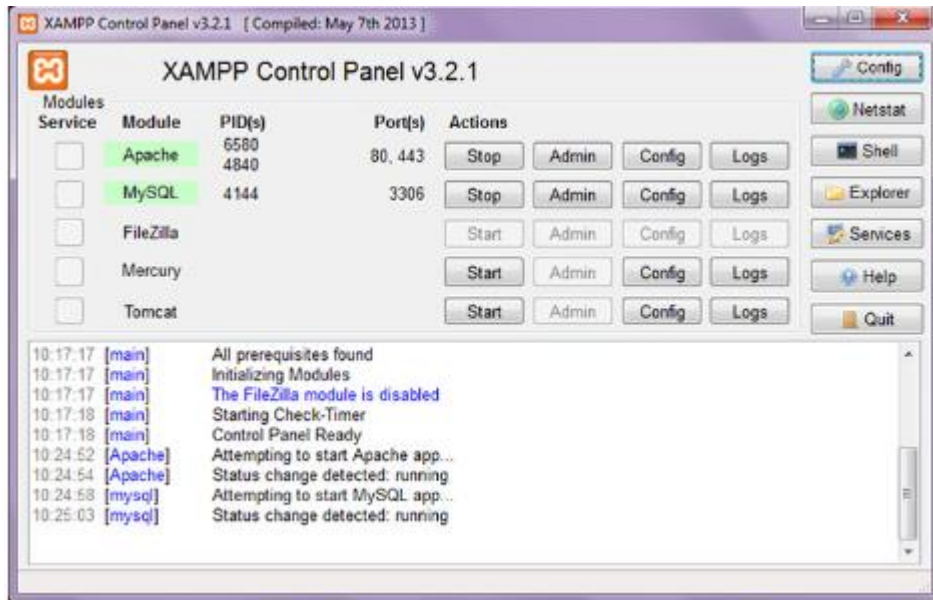 XAMPP Control Panel v3.2.1 [ Compiled: May 7th 2013 ]
XAMPP Control Panel v3.2.1
Config
Netstat
Shell
Explorer
Services
Help
Quit
Modules
Service Module PID(s) Port(s) Actions
Apache 6580 4840 80, 443 Stop Admin Config Logs
MySQL 4144 3306 Stop Admin Config Logs
FileZilla Start Admin Config Logs
Mercury Start Admin Config Logs
Tomcat Start Admin Config Logs
10:17:17 [main] All prerequisites found
10:17:17 [main] Initializing Modules
10:17:17 [main] The FileZilla module is disabled
10:17:18 [main] Starting Check-Timer
10:17:18 [main] Control Panel Ready
10:24:52 [Apache] Attempting to start Apache app...
10:24:54 [Apache] Status change detected: running
10:24:58 [mysql] Attempting to start MySQL app...
10:25:03 [mysql] Status change detected: running